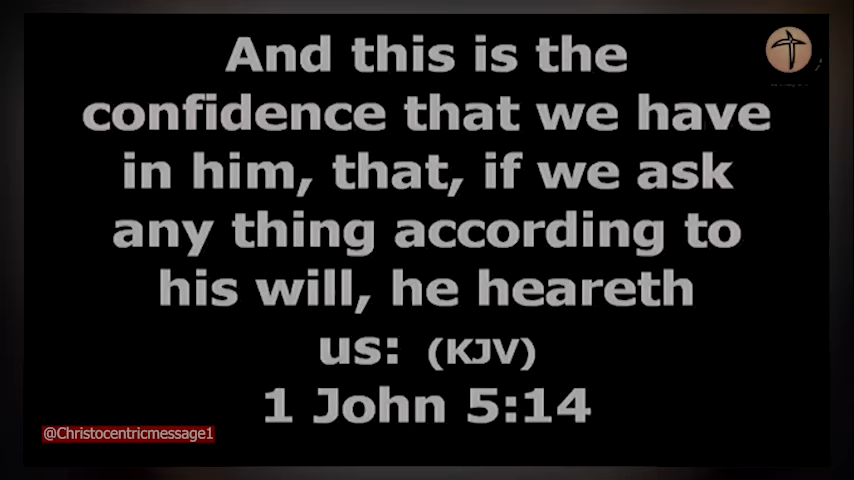 And this is the
confidence that we have
in him, that, if we ask
any thing according to
his will, he heareth
us: (KJV)
1 John 5:14
@Christocentricmessage1